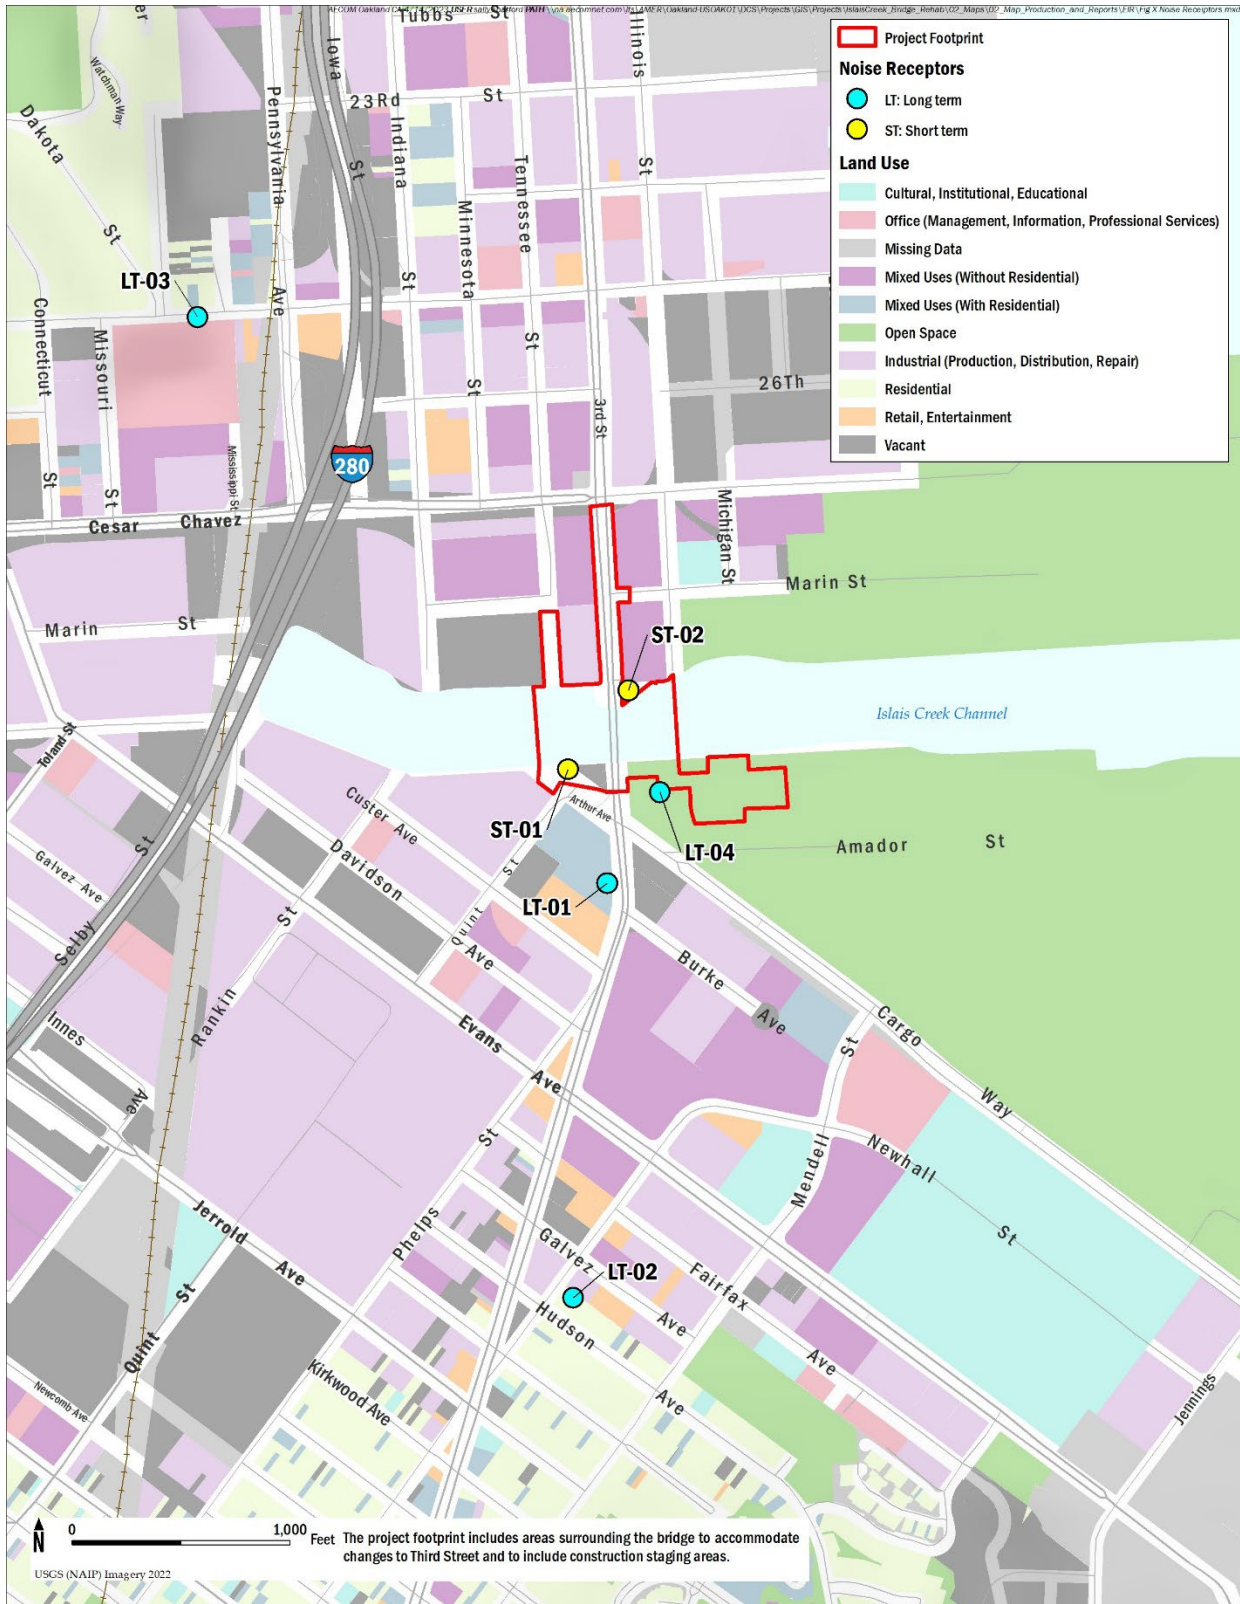 Project Footprint
Noise Receptors
LT: Long term
ST: Short term
Land Use
Cultural, Institutional, Educational
Office (Management, Information, Professional Services)
Missing Data
Mixed Uses (Without Residential)
Mixed Uses (With Residential)
Open Space
Industrial (Production, Distribution, Repair)
Residential
Retail, Entertainment
Vacant
Tubbs St
Illinois St
Iowa St
Watchman Way
Pennsylvania Ave
23Rd St
Dakota St
Indiana St
Tennessee St
Minnesota St
LT-03
Connecticut St
Missouri St
26Th
3rd St
280
Mississippi St
Cesar Chavez
Michigan St
Marin St
Marin St
ST-02
Islais Creek Channel
Toland St
Custer Ave
Arthur Ave
ST-01
LT-04
Amador St
Selby St
Galvez Ave
Davidson Ave
Quint St
LT-01
Rankin St
Burke Ave
Cargo Way
Innes Ave
Evans Ave
Mendell St
Newhall St
Jerrold Ave
Phelps St
Galvez Ave
Fairfax Ave
LT-02
Hudson Ave
Quint St
Kirkwood Ave
Newcomb Ave
Jennings
N
0 1,000 Feet
The project footprint includes areas surrounding the bridge to accommodate
changes to Third Street and to include construction staging areas.
USGS (NAIP) Imagery 2022